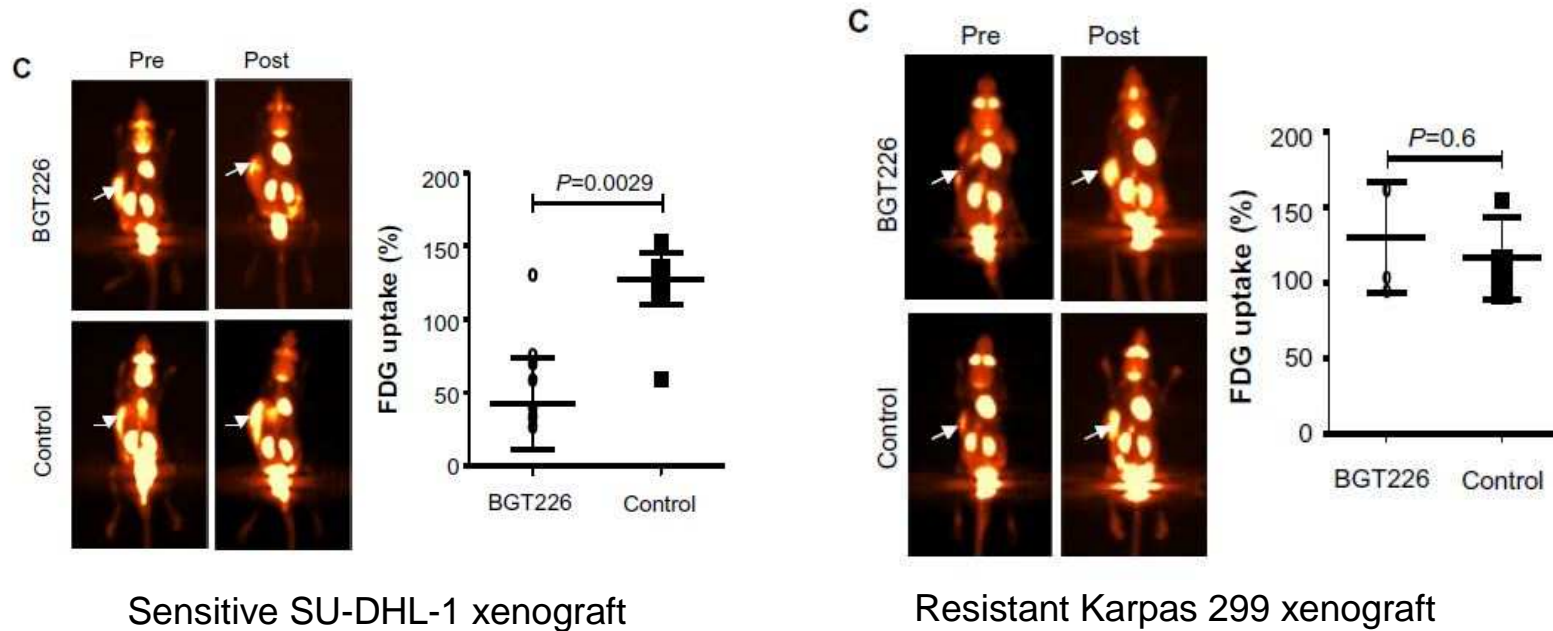 C
Pre Post
BGT226
Control
FDG uptake (%)
200
150
100
50
0
P=0.0029
BGT226 Control
Sensitive SU-DHL-1 xenograft
C
Pre Post
BGT226
Control
FDG uptake (%)
200
150
100
50
0
P=0.6
BGT226 Control
Resistant Karpas 299 xenograft